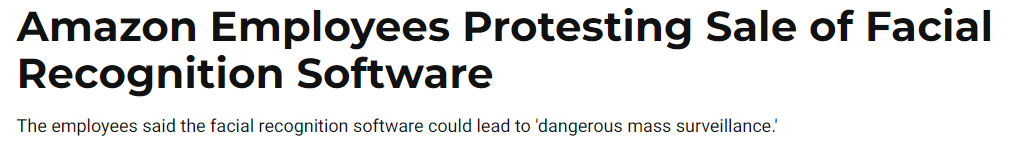 Amazon Employees Protesting Sale of Facial
Recognition Software
The employees said the facial recognition software could lead to 'dangerous mass surveillance.'